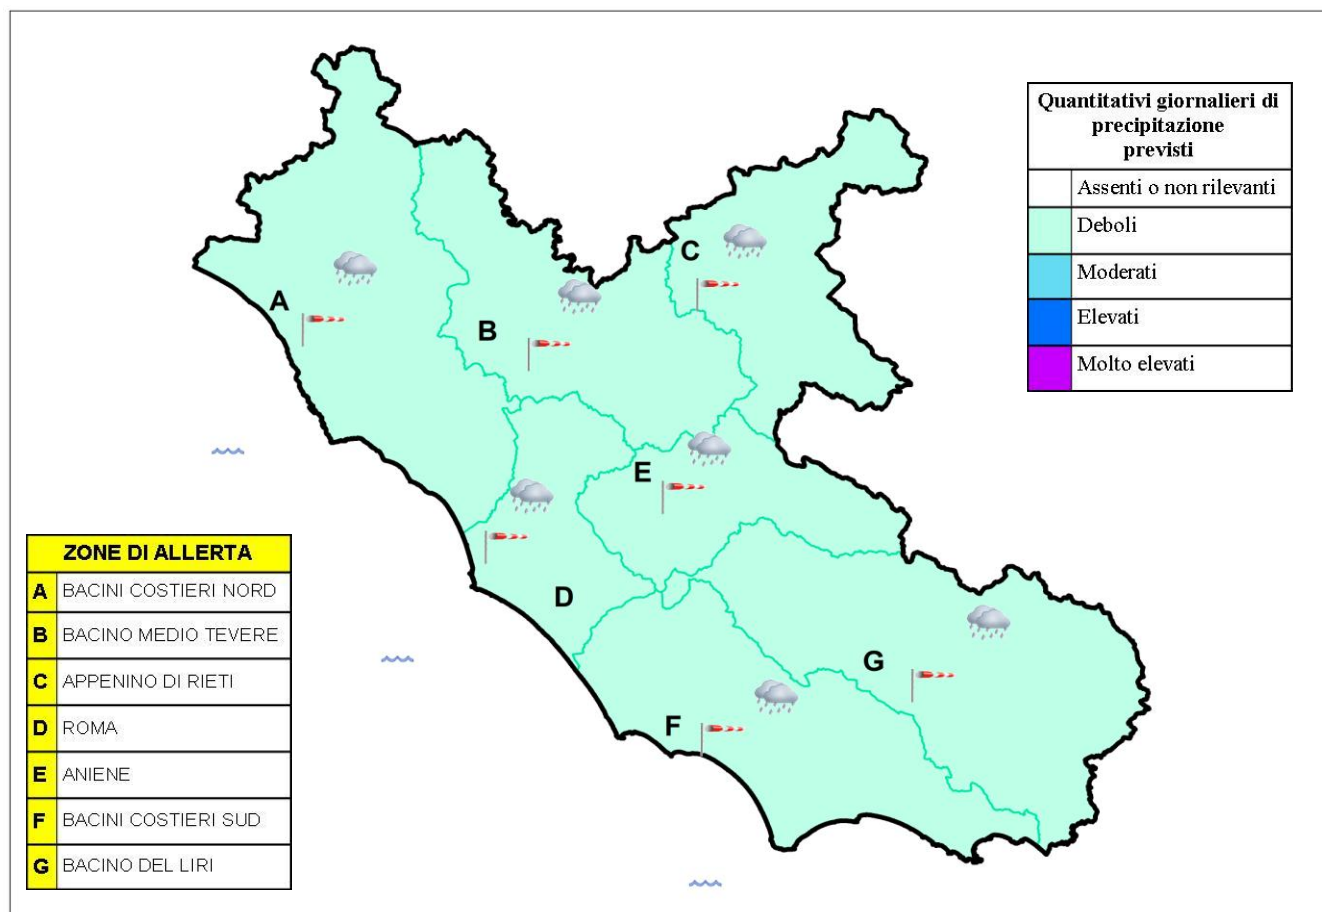 Quantitativi giornalieri di
precipitazione
previsti
Assenti o non rilevanti
Deboli
Moderati
Elevati
Molto elevati
C
A
B
E
D
G
F
ZONE DI ALLERTA
A BACINI COSTIERI NORD
B BACINO MEDIO TEVERE
C APPENINO DI RIETI
D ROMA
E ANIENE
F BACINI COSTIERI SUD
G BACINO DEL LIRI